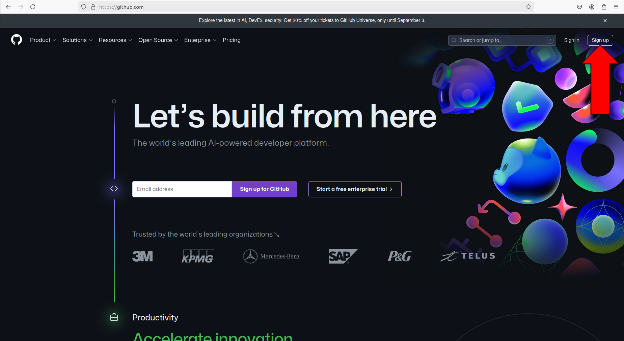 https://github.com
Explore the latest in AI, DevEx, security. Get 30% off your tickets to GitHub Universe, only until September 3.
Product Solutions Resources Open Source Enterprise Pricing
Search or jump to... /
Sign in Sign up
Let's build from here
The world's leading AI-powered developer platform.
Email address Sign up for GitHub Start a free enterprise trial
Trusted by the world's leading organizations ↘
3M KPMG Mercedes-Benz SAP P&G TELUS
Productivity
Accelerate innovation